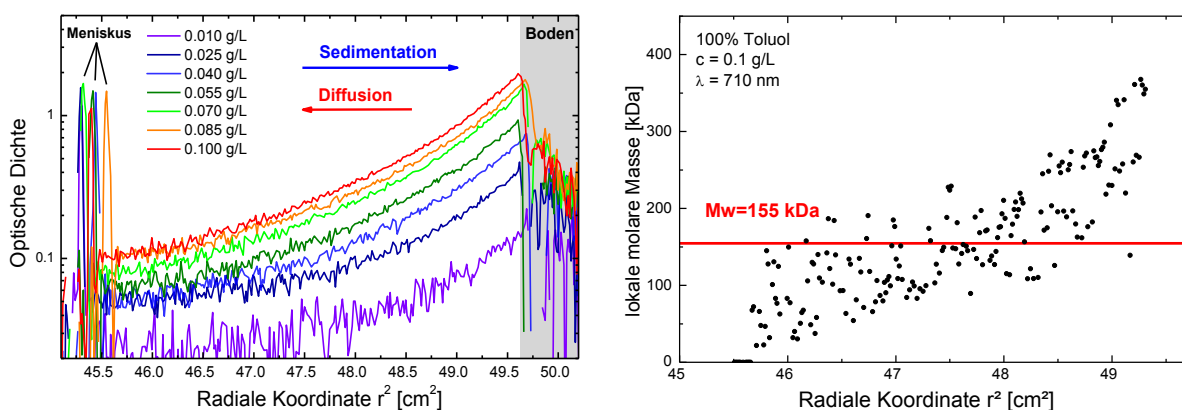 Meniskus
0.010 g/L
0.025 g/L
0.040 g/L
0.055 g/L
0.070 g/L
0.085 g/L
0.100 g/L
Sedimentation
Diffusion
Boden
1
0.1
Optische Dichte
45.5 46.0 46.5 47.0 47.5 48.0 48.5 49.0 49.5 50.0
Radiale Koordinate r² [cm²]
100% Toluol
c = 0.1 g/L
λ = 710 nm
Mw=155 kDa
400
300
200
100
0
lokale molare Masse [kDa]
45 46 47 48 49
Radiale Koordinate r² [cm²]